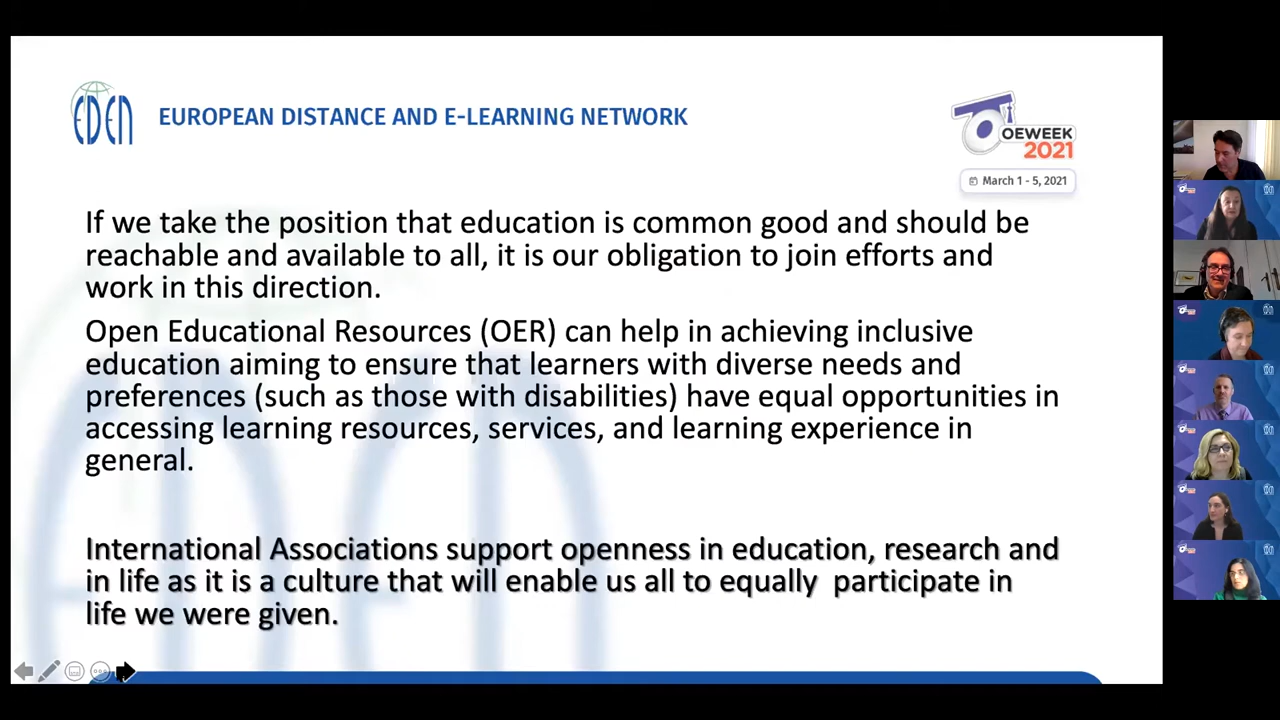 EDEN
EUROPEAN DISTANCE AND E-LEARNING NETWORK
OEWEEK
2021
March 1 - 5, 2021
If we take the position that education is common good and should be
reachable and available to all, it is our obligation to join efforts and
work in this direction.
Open Educational Resources (OER) can help in achieving inclusive
education aiming to ensure that learners with diverse needs and
preferences (such as those with disabilities) have equal opportunities in
accessing learning resources, services, and learning experience in
general.
International Associations support openness in education, research and
in life as it is a culture that will enable us all to equally  participate in
life we were given.